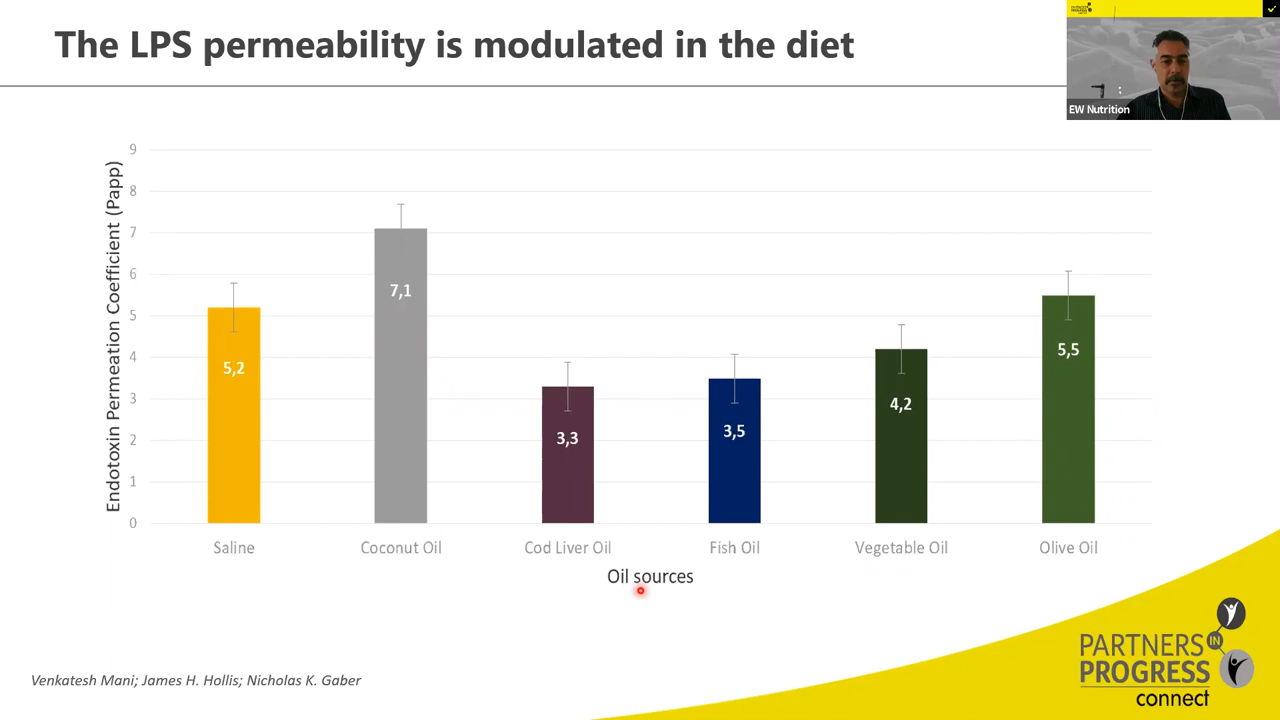 The LPS permeability is modulated in the diet
EW Nutrition
Endotoxin Permeation Coefficient (Papp)
9
8
7
6
5
4
3
2
1
0
5,2
7,1
3,3
3,5
4,2
5,5
Saline
Coconut Oil
Cod Liver Oil
Fish Oil
Vegetable Oil
Olive Oil
Oil sources
Venkatesh Mani; James H. Hollis; Nicholas K. Gaber
PARTNERS IN
PROGRESS
connect